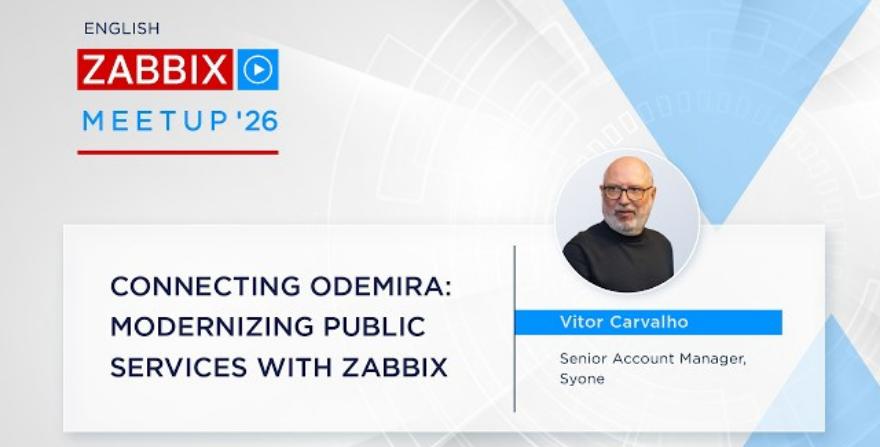 ENGLISH
ZABBIX
MEETUP '26
CONNECTING ODEMIRA:
MODERNIZING PUBLIC
SERVICES WITH ZABBIX
Vitor Carvalho
Senior Account Manager,
Syone